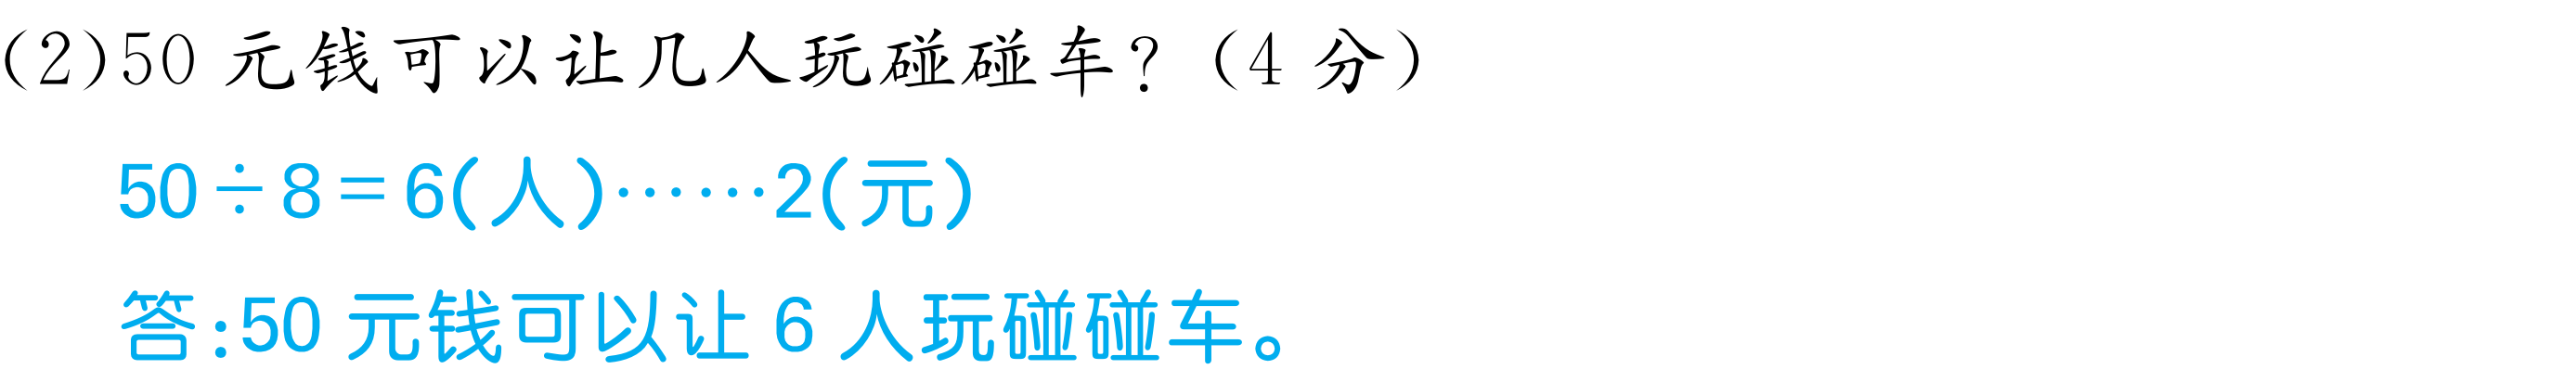 (2)50 元钱可以让几人玩碰碰车?(4 分)
50÷8=6(人)……2(元)
答:50 元钱可以让 6 人玩碰碰车。